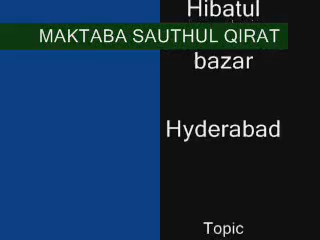 Hibatul
MAKTABA SAUTHUL QIRAT
bazar
Hyderabad
Topic